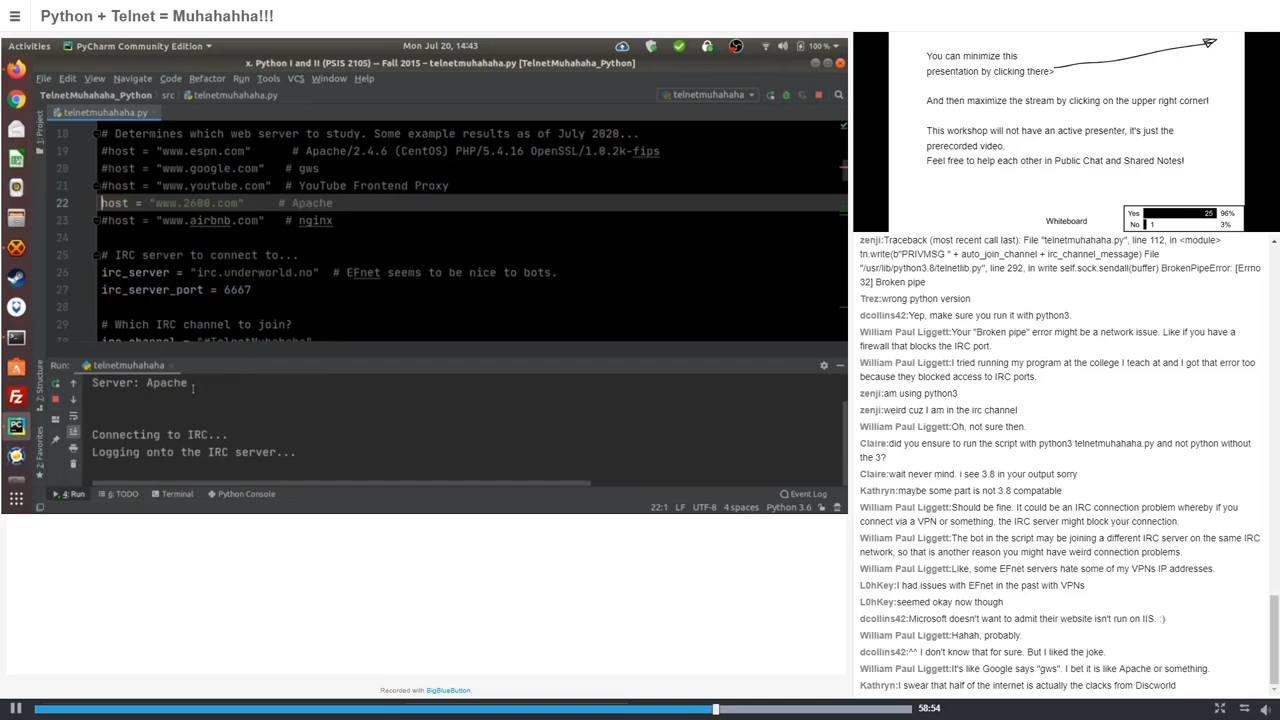 Python + Telnet = Muhahahha!!!
Activities PyCharm Community Edition Mon Jul 20, 14:43 100%
x. Python I and II (PSIS 2105) – Fall 2015 – telnetmuhahaha.py [TelnetMuhahaha_Python]
File Edit View Navigate Code Refactor Run Tools VCS Window Help
TelnetMuhahaha_Python src telnetmuhahaha.py telnetmuhahaha
telnetmuhahaha.py
1: Project
18 # Determines which web server to study. Some example results as of July 2020...
19 #host = "www.espn.com" # Apache/2.4.6 (CentOS) PHP/5.4.16 OpenSSL/1.0.2k-fips
20 #host = "www.google.com" # gws
21 #host = "www.youtube.com" # YouTube Frontend Proxy
22 host = "www.2600.com" # Apache
23 #host = "www.airbnb.com" # nginx
24
25 # IRC server to connect to...
26 irc_server = "irc.underworld.no" # EFnet seems to be nice to bots.
27 irc_server_port = 6667
28
29 # Which IRC channel to join?
irc_channel = "#TelnetMuhahaha"
Run: telnetmuhahaha
Server: Apache
Connecting to IRC...
Logging onto the IRC server...
7: Structure
2: Favorites
4: Run 6: TODO Terminal Python Console Event Log
22:1 LF UTF-8 4 spaces Python 3.6
You can minimize this
presentation by clicking there>
And then maximize the stream by clicking on the upper right corner!
This workshop will not have an active presenter, it's just the
prerecorded video.
Feel free to help each other in Public Chat and Shared Notes!
Whiteboard
Yes 25 96%
No 1 3%
zenji:Traceback (most recent call last): File "telnetmuhahaha.py", line 112, in <module>
tn.write(b"PRIVMSG " + auto_join_channel + irc_channel_message) File
"/usr/lib/python3.8/telnetlib.py", line 292, in write self.sock.sendall(buffer) BrokenPipeError: [Errno
32] Broken pipe
Trez:wrong python version
dcollins42:Yep, make sure you run it with python3.
William Paul Liggett:Your "Broken pipe" error might be a network issue. Like if you have a
firewall that blocks the IRC port.
William Paul Liggett:I tried running my program at the college I teach at and I got that error too
because they blocked access to IRC ports.
zenji:am using python3
zenji:weird cuz I am in the irc channel
William Paul Liggett:Oh, not sure then.
Claire:did you ensure to run the script with python3 telnetmuhahaha.py and not python without
the 3?
Claire:wait never mind. i see 3.8 in your output sorry
Kathryn:maybe some part is not 3.8 compatable
William Paul Liggett:Should be fine. It could be an IRC connection problem whereby if you
connect via a VPN or something, the IRC server might block your connection.
William Paul Liggett:The bot in the script may be joining a different IRC server on the same IRC
network, so that is another reason you might have weird connection problems.
William Paul Liggett:Like, some EFnet servers hate some of my VPNs IP addresses.
L0hKey:I had issues with EFnet in the past with VPNs
L0hKey:seemed okay now though
dcollins42:Microsoft doesn't want to admit their website isn't run on IIS. :)
William Paul Liggett:Hahah, probably.
dcollins42:^^ I don't know that for sure. But I liked the joke.
William Paul Liggett:It's like Google says "gws". I bet it is like Apache or something.
Kathryn:I swear that half of the internet is actually the clacks from Discworld
Recorded with BigBlueButton.
58:54